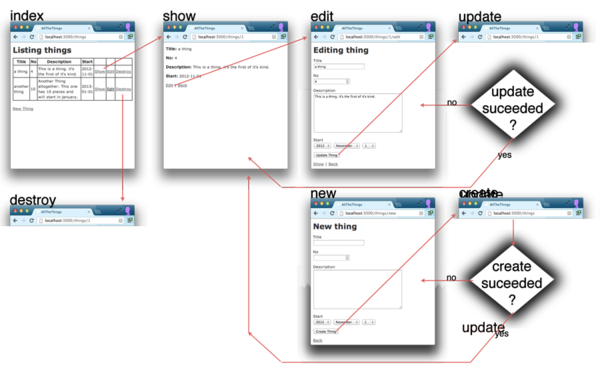 index
AllTheThings
localhost:3000/things
Listing things
Title No Description Start
a thing 4 This is a thing. it's the first of it's kind. 2012-11-01 Show Edit Destroy
another thing 16 Another Thing altogether. This one has 16 pieces and will start in January. 2013-01-01 Show Edit Destroy
New Thing
show
AllTheThings
localhost:3000/things/1
Title: a thing
No: 4
Description: This is a thing. it's the first of it's kind.
Start: 2012-11-01
Edit | Back
edit
AllTheThings
localhost:3000/things/1/edit
Editing thing
Title
a thing
No
4
Description
This is a thing. it's the first of it's kind.
Start
2012 November 1
Update Thing
Show | Back
update
AllTheThings
localhost:3000/things/1
update
suceeded
?
no
yes
destroy
AllTheThings
localhost:3000/things/1
new
AllTheThings
localhost:3000/things/new
New thing
Title
No
Description
Start
2012 November 1
Create Thing
Back
create
AllTheThings
localhost:3000/things
create
suceeded
?
no
update
yes